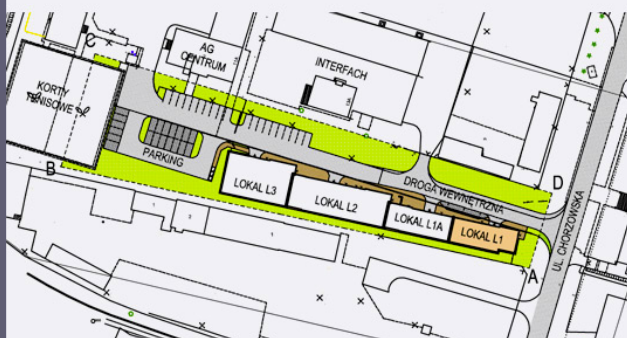 C
AG
CENTRUM
INTERFACH
KORTY
TENISOWE
PARKING
B
D
DROGA WEWNĘTRZNA
LOKAL L3
LOKAL L2
LOKAL L1A
LOKAL L1
UL. CHORZOWSKA
A